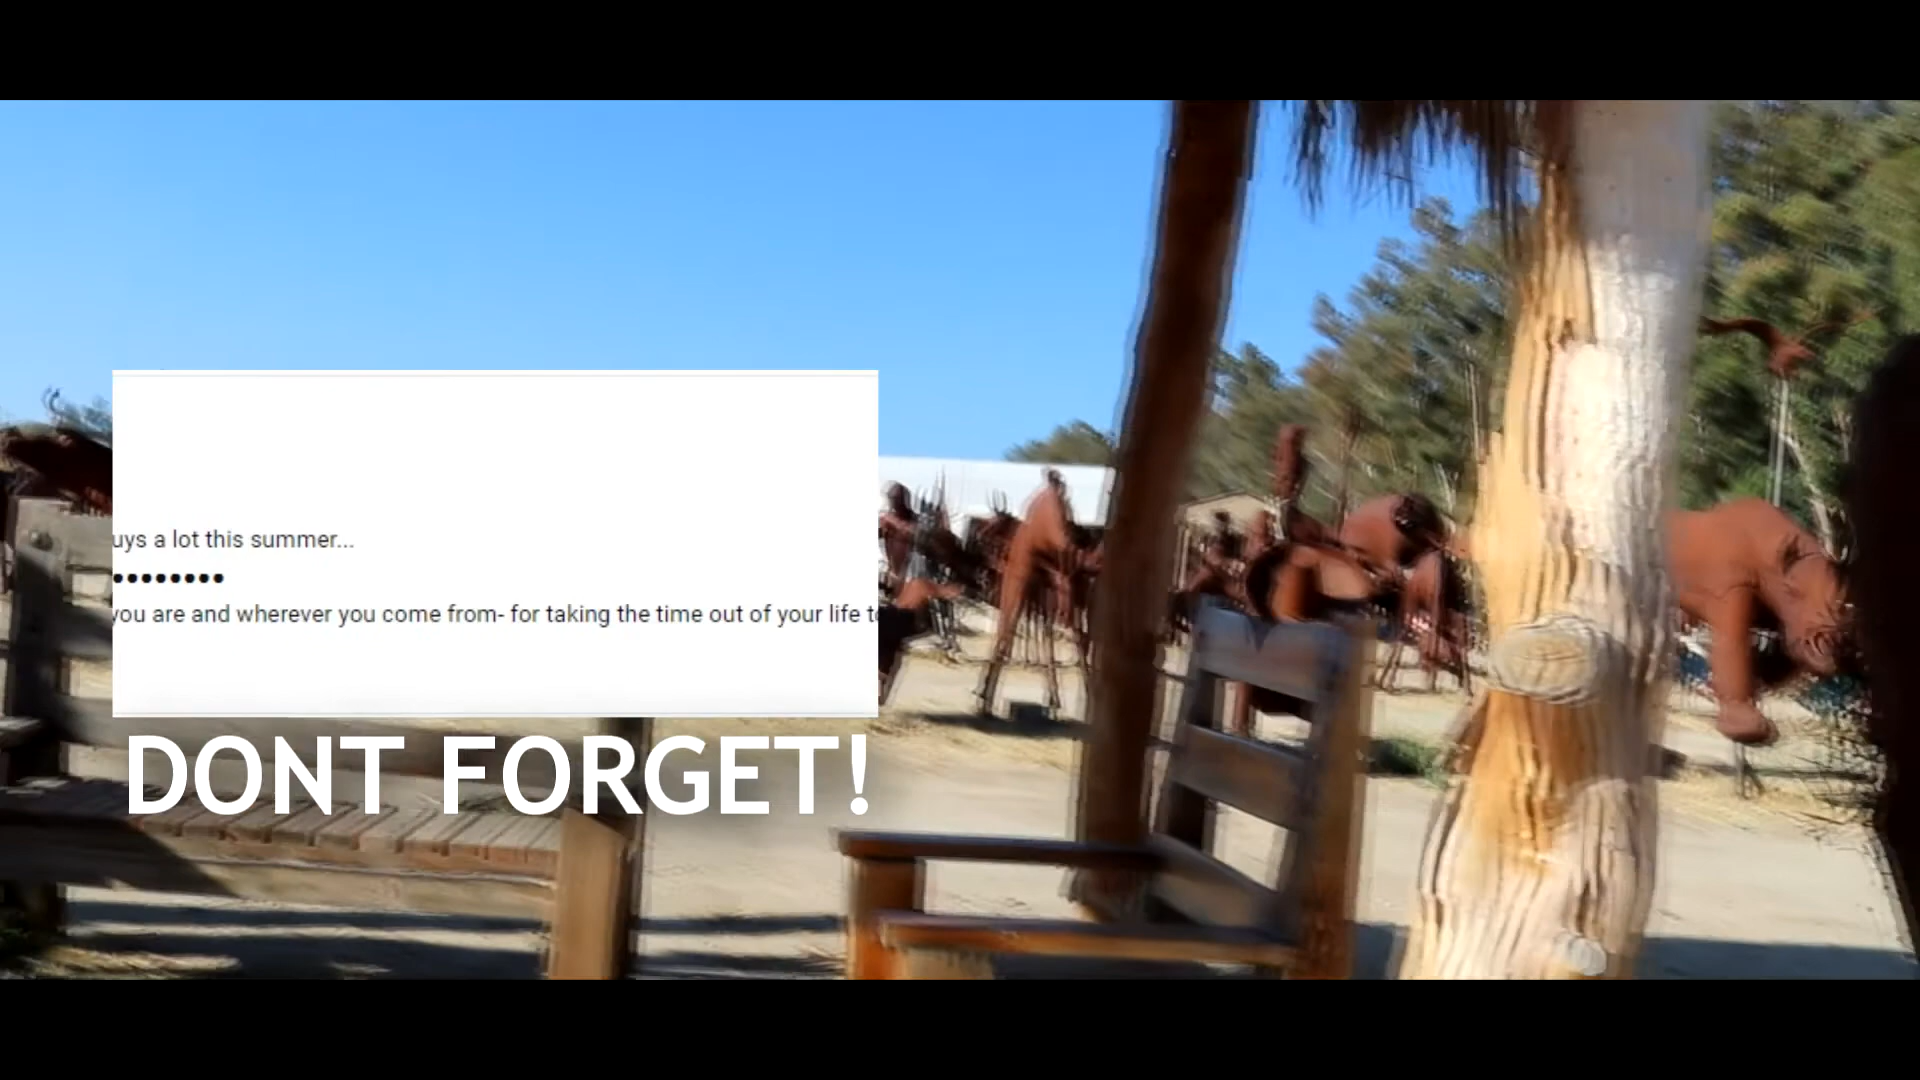 uys a lot this summer...
••••••••
you are and wherever you come from- for taking the time out of your life to
DONT FORGET!